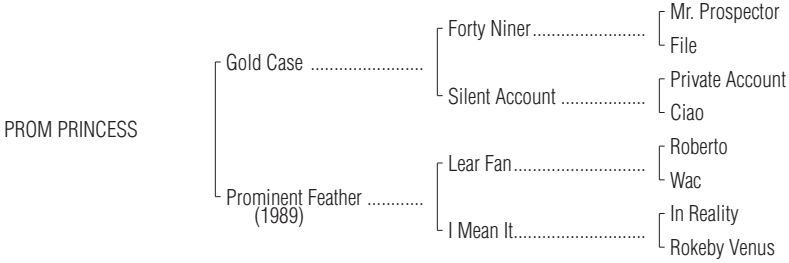 Mr. Prospector
Forty Niner..........................
File
Gold Case ..........................
Private Account
Silent Account ...................
Ciao
PROM PRINCESS
Roberto
Lear Fan..............................
Wac
Prominent Feather ............
(1989)
In Reality
I Mean It..............................
Rokeby Venus